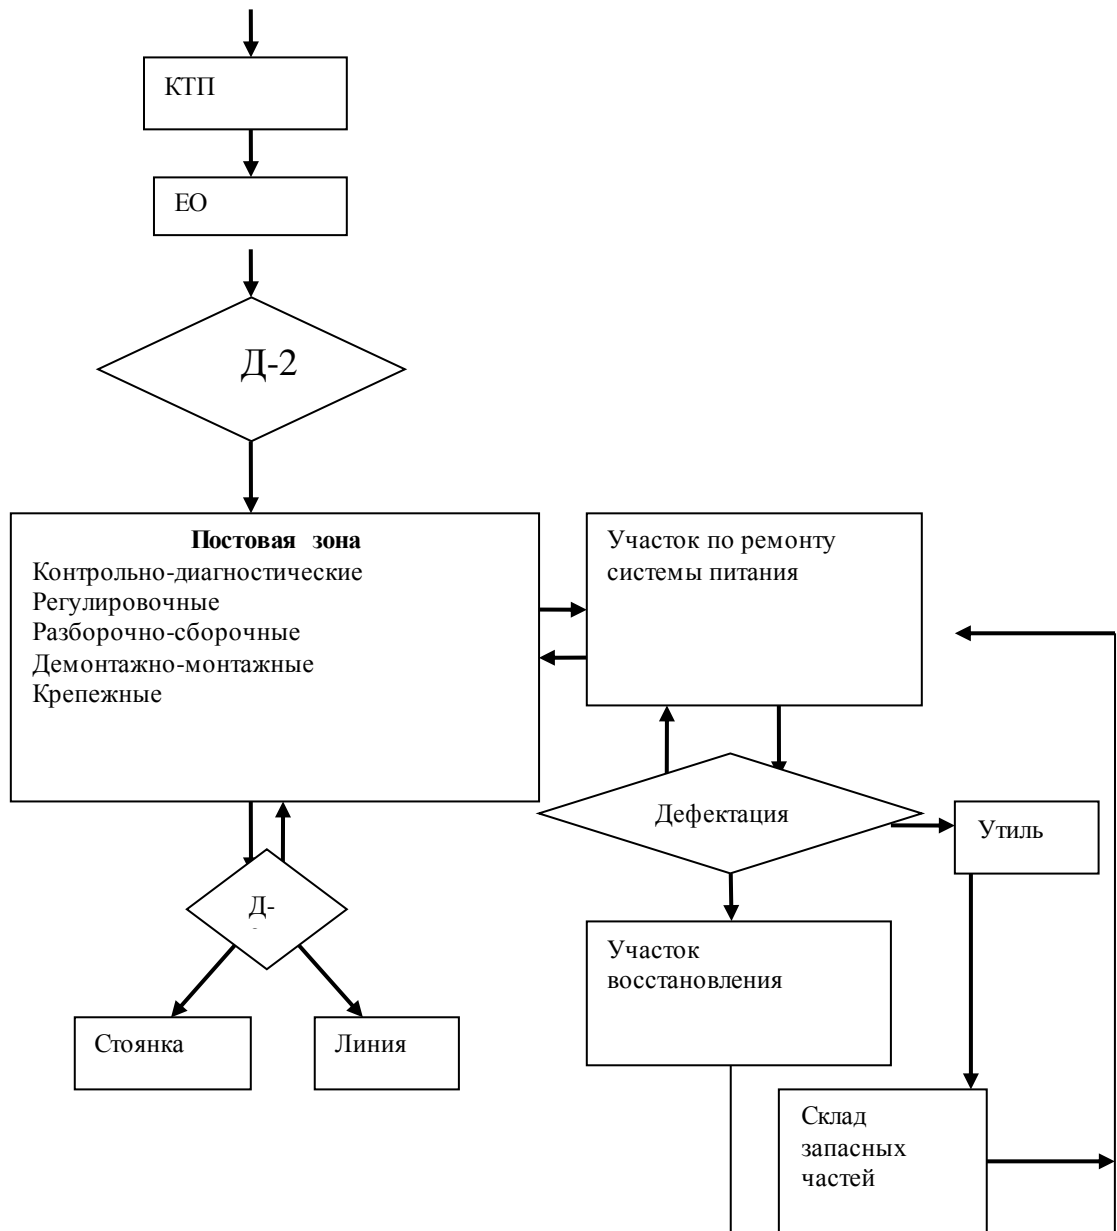 КТП
ЕО
Д-2
Постовая зона
Контрольно-диагностические
Регулировочные
Разборочно-сборочные
Демонтажно-монтажные
Крепежные
Участок по ремонту
системы питания
Дефектация
Утиль
Д-
Участок
восстановления
Стоянка
Линия
Склад
запасных
частей